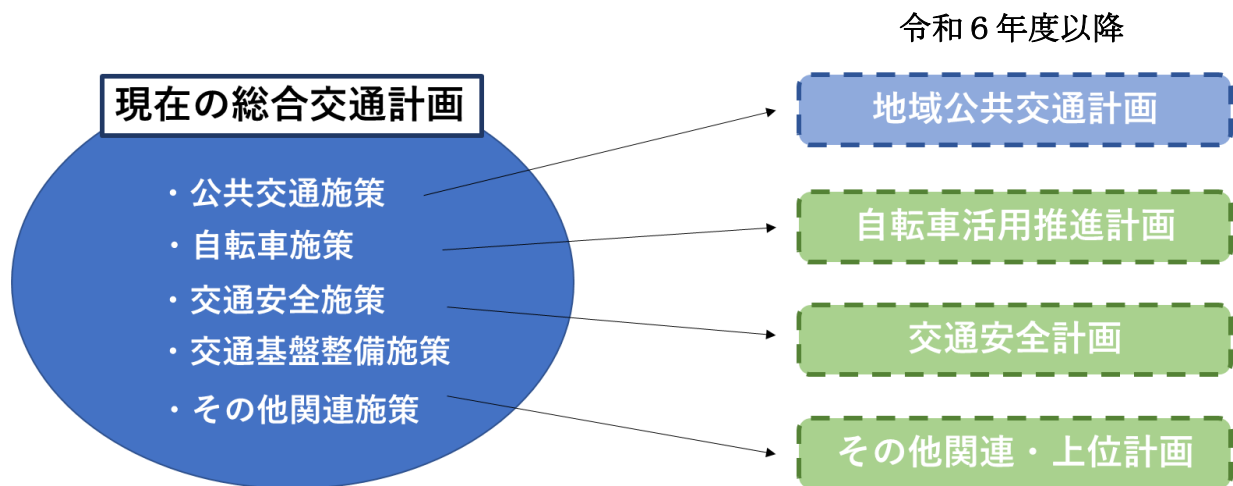 令和６年度以降
現在の総合交通計画
・公共交通施策
・自転車施策
・交通安全施策
・交通基盤整備施策
・その他関連施策
地域公共交通計画
自転車活用推進計画
交通安全計画
その他関連・上位計画